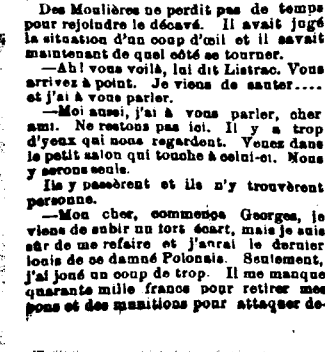 Des Moulières ne perdit pas de temps
pour rejoindre le décavé. Il avait jugé
la situation d'un coup d'œil et il savait
maintenant de quel côté se tourner.
—Ah! vous voilà, lui dit Listrac. Vous
arrivez à point. Je viens de sauter....
et j'ai à vous parler.
—Moi aussi, j'ai à vous parler, cher
ami. Ne restons pas ici. Il y a trop
d'yeux qui nous regardent. Venez dans
le petit salon qui touche à celui-ci. Nous
y serons seuls.
Ils y passèrent et ils n'y trouvèrent
personne.
—Mon cher, commença Georges, je
viens de subir un fort écart, mais je suis
sûr de me refaire et j'aurai le dernier
louis de ce damné Polonais. Seulement,
j'ai joué un coup de trop. Il me manque
quarante mille francs pour retirer mes
bons et des munitions pour attaquer de-